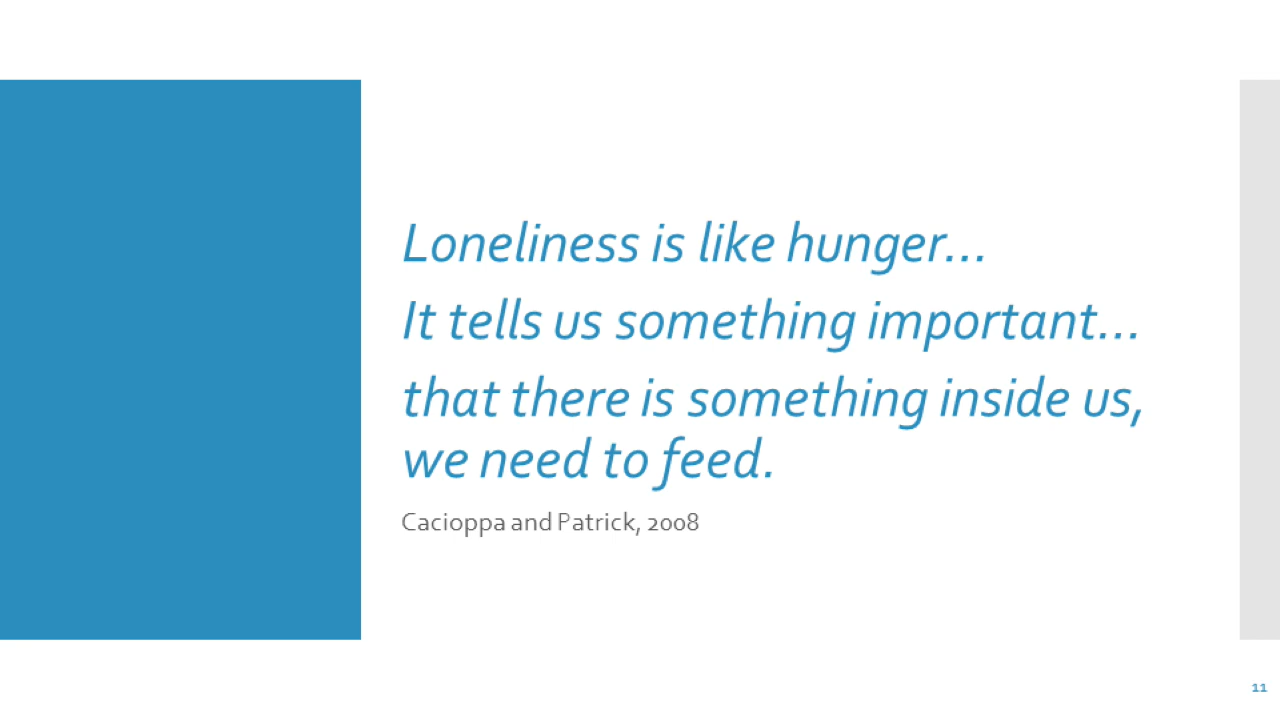 Loneliness is like hunger...
It tells us something important...
that there is something inside us,
we need to feed.
Cacioppa and Patrick, 2008
11